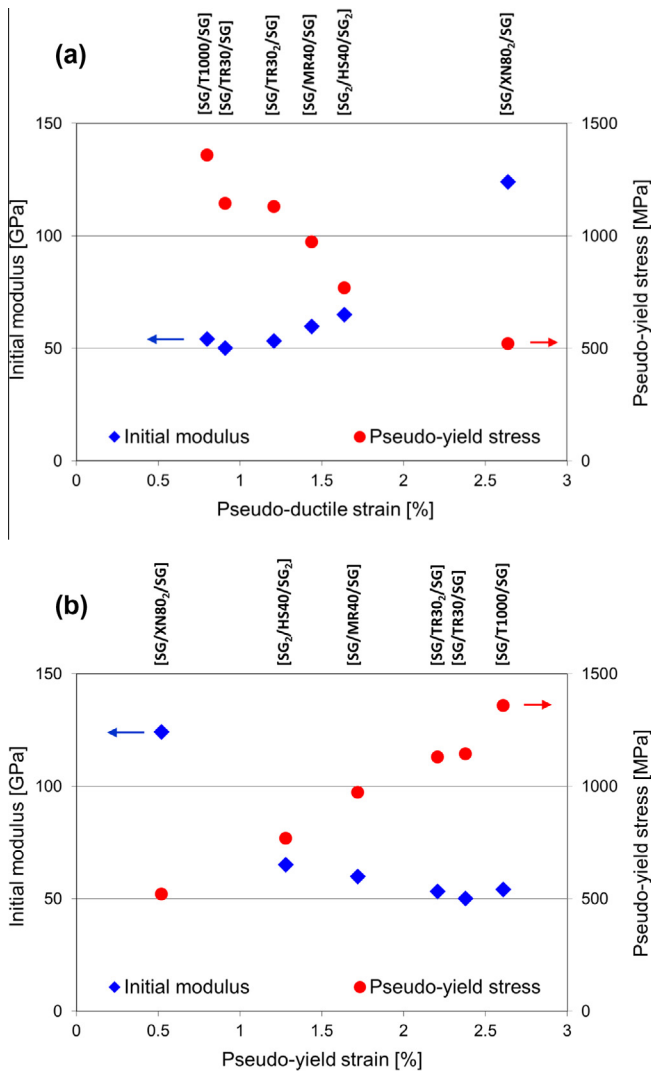 (a)
[SG/T1000/SG]
[SG/TR30/SG]
[SG/TR30₂/SG]
[SG/MR40/SG]
[SG₂/HS40/SG₂]
[SG/XN80₂/SG]
150
100
50
0
Initial modulus [GPa]
1500
1000
500
0
Pseudo-yield stress [MPa]
Initial modulus
Pseudo-yield stress
0 0.5 1 1.5 2 2.5 3
Pseudo-ductile strain [%]
(b)
[SG/XN80₂/SG]
[SG₂/HS40/SG₂]
[SG/MR40/SG]
[SG/TR30₂/SG]
[SG/TR30/SG]
[SG/T1000/SG]
150
100
50
0
Initial modulus [GPa]
1500
1000
500
0
Pseudo-yield stress [MPa]
Initial modulus
Pseudo-yield stress
0 0.5 1 1.5 2 2.5 3
Pseudo-yield strain [%]